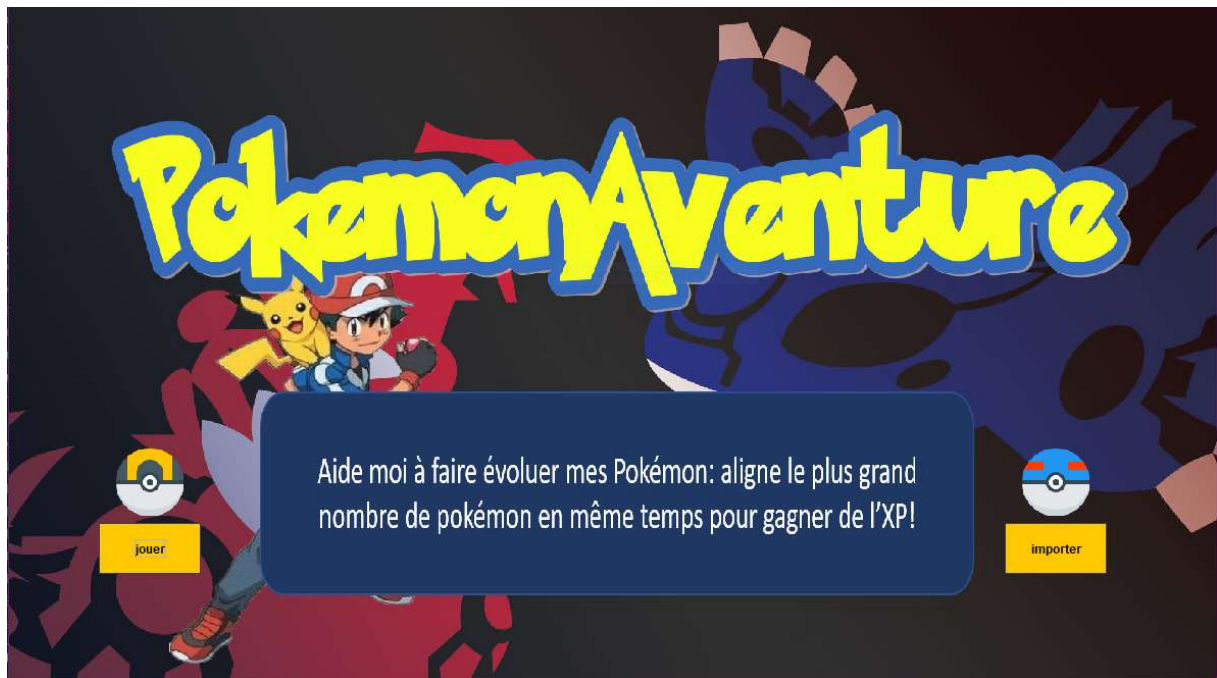 PokemonAventure
Aide moi à faire évoluer mes Pokémon: aligne le plus grand
nombre de pokémon en même temps pour gagner de l’XP!
jouer
importer